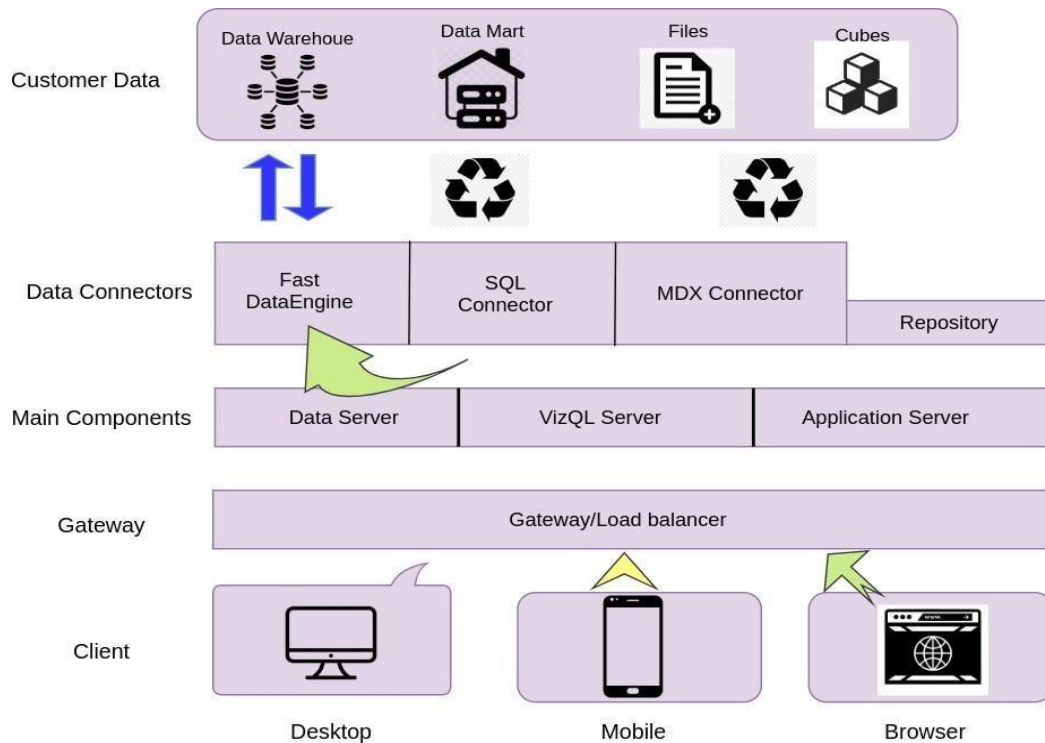 Customer Data
Data Warehoue
Data Mart
Files
Cubes
Data Connectors
Fast
DataEngine
SQL
Connector
MDX Connector
Repository
Main Components
Data Server
VizQL Server
Application Server
Gateway
Gateway/Load balancer
Client
www.
Desktop
Mobile
Browser